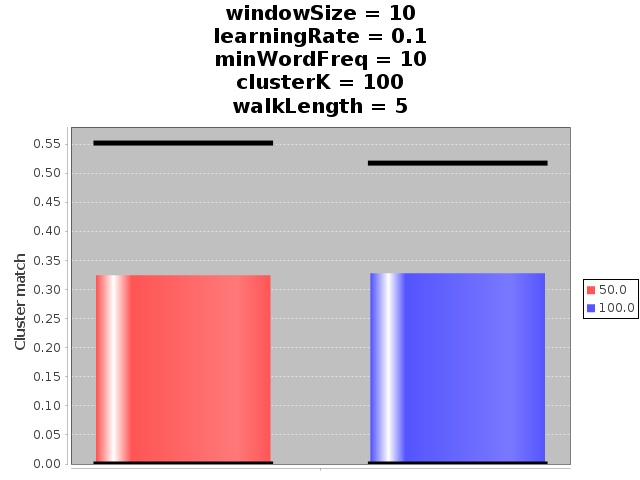 windowSize = 10
learningRate = 0.1
minWordFreq = 10
clusterK = 100
walkLength = 5
0.55
0.50
0.45
0.40
0.35
0.30
0.25
0.20
0.15
0.10
0.05
0.00
Cluster match
50.0
100.0